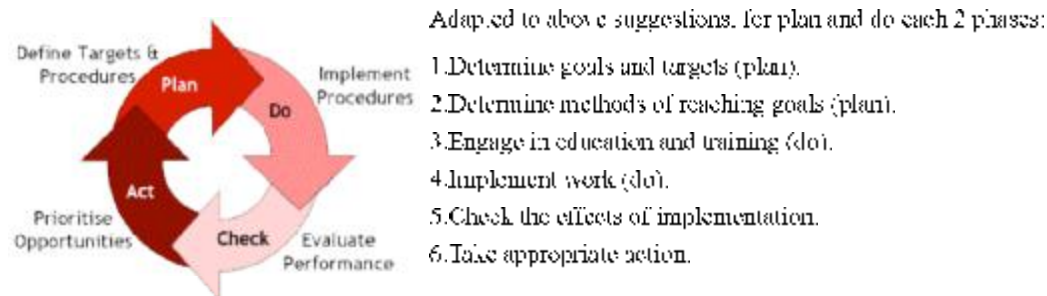 Define Targets &
Procedures
Plan
Implement
Procedures
Do
Act
Prioritise
Opportunities
Check
Evaluate
Performance
Adapted to above suggestions, for plan and do each 2 phases:
1.Determine goals and targets (plan).
2.Determine methods of reaching goals (plan).
3.Engage in education and training (do).
4.Implement work (do).
5.Check the effects of implementation.
6.Take appropriate action.